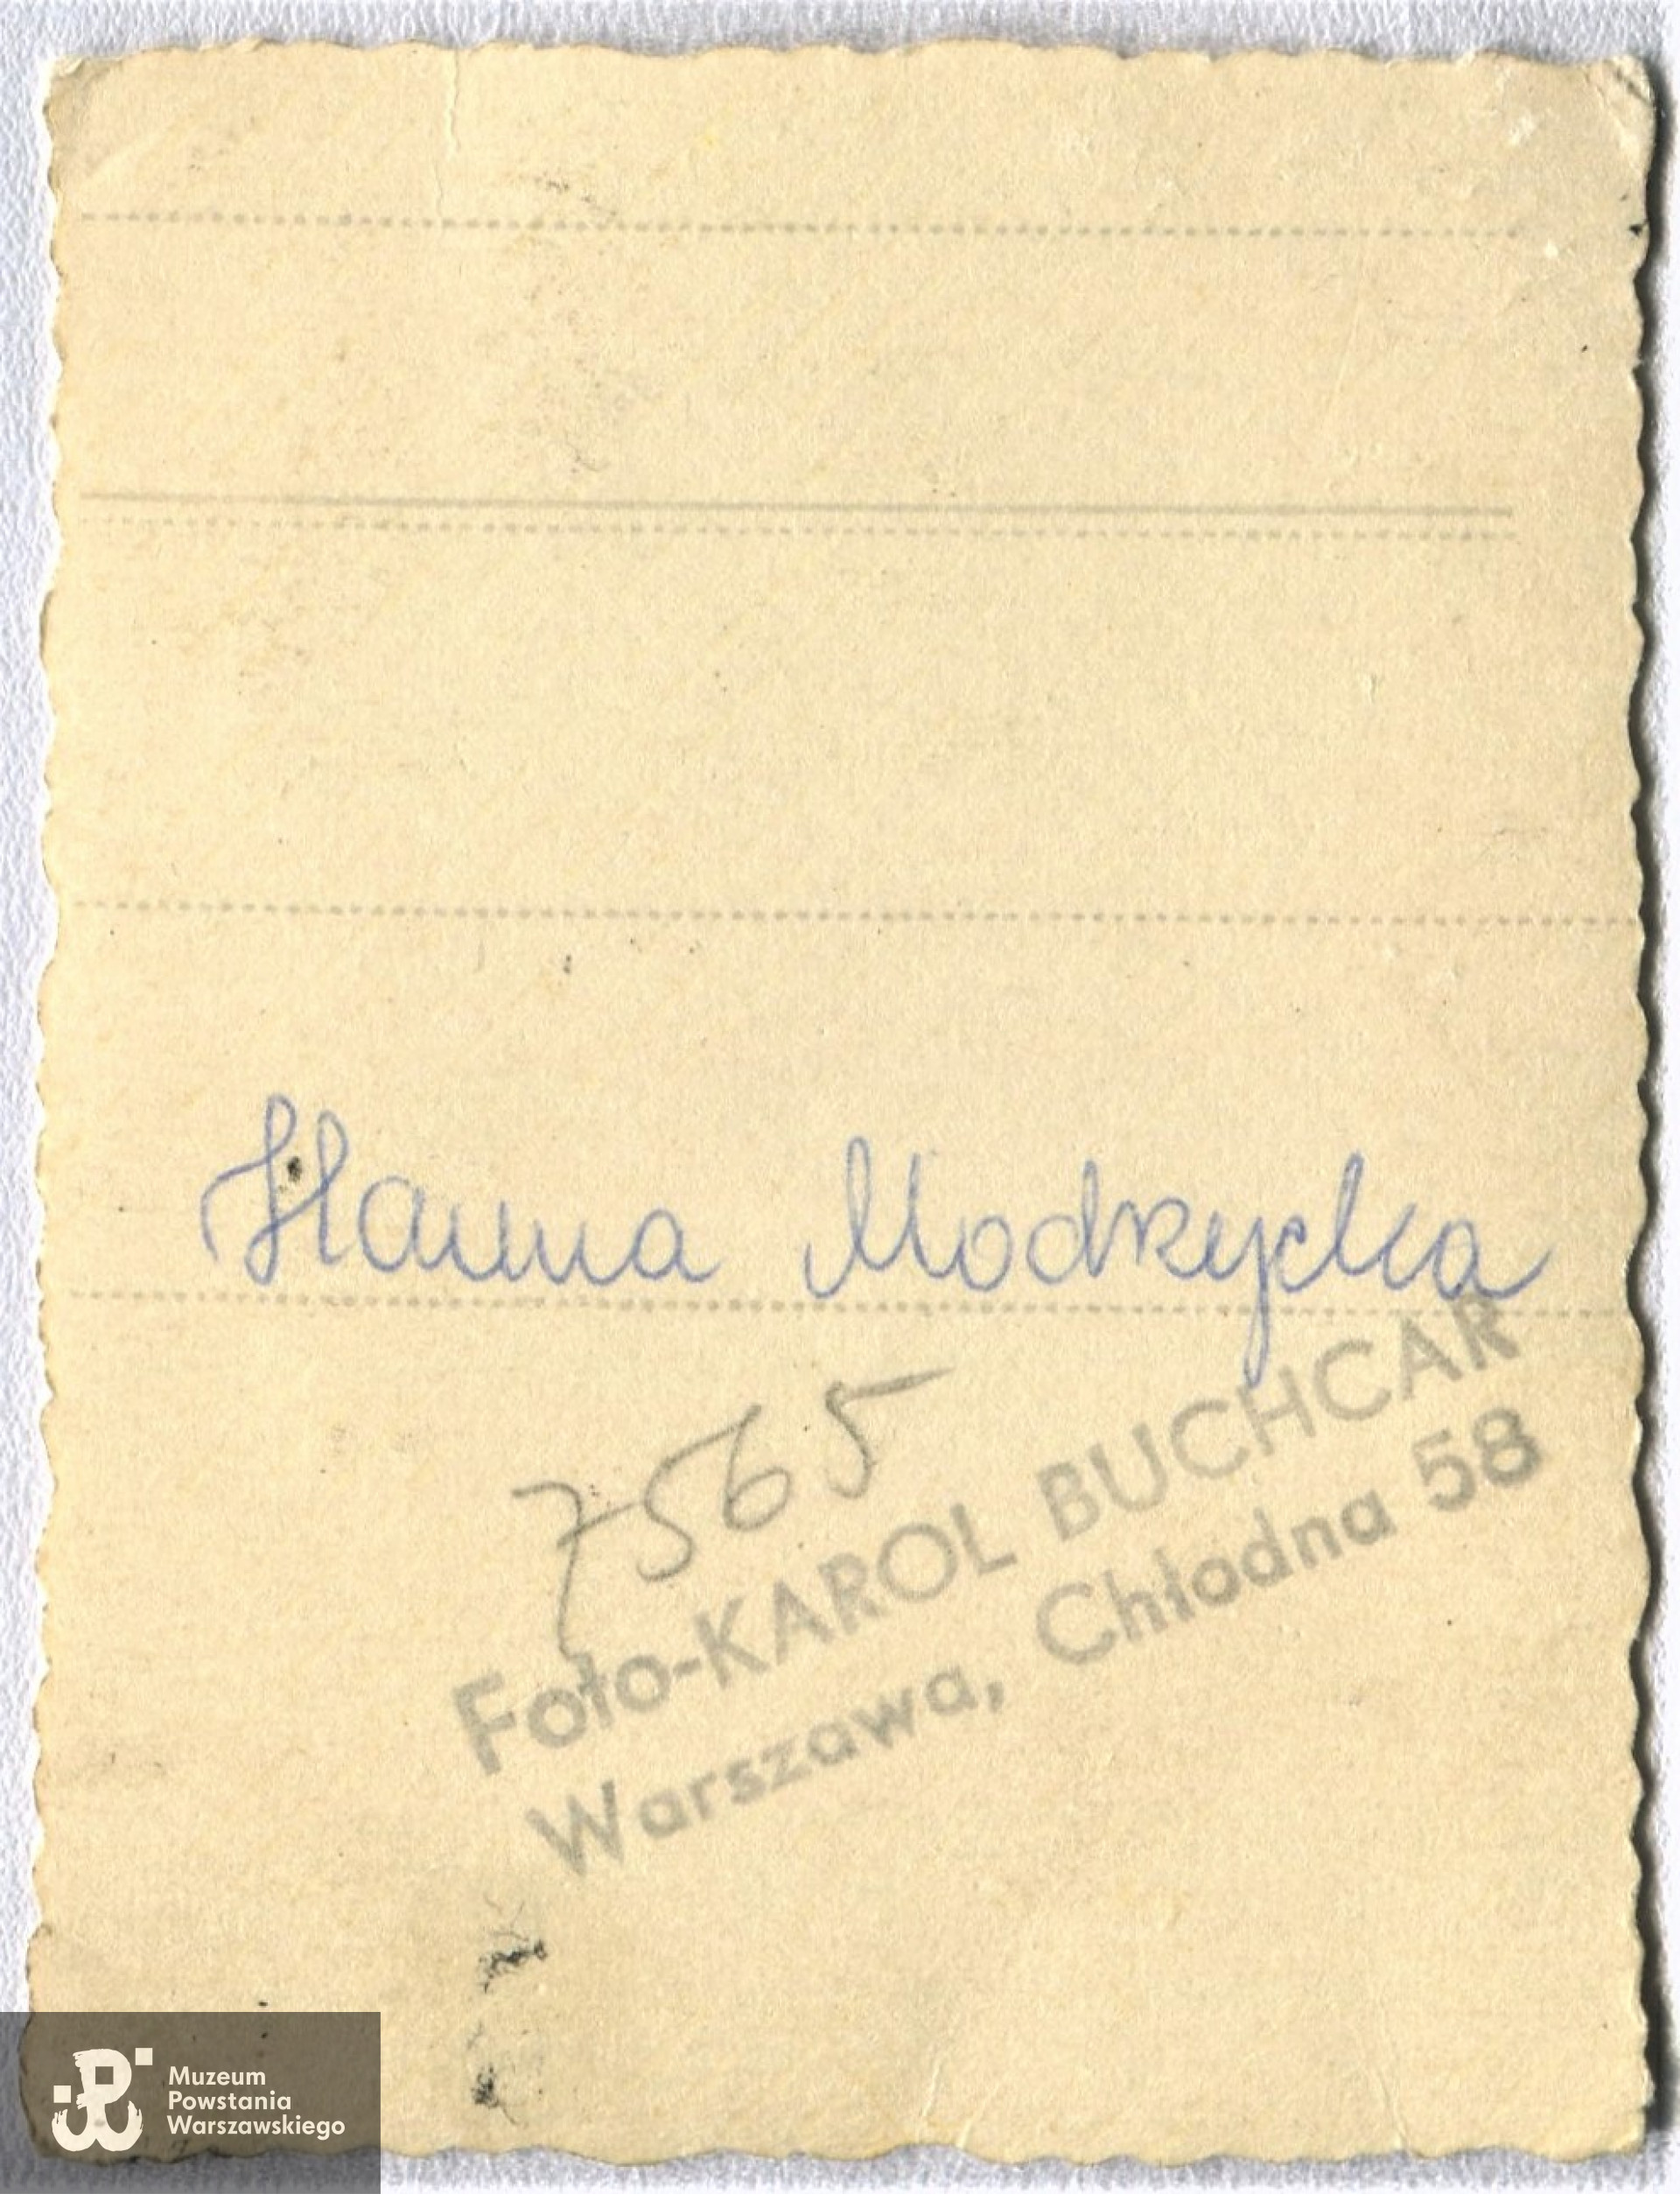 Hanna Modrzycka
7565
Foto-KAROL BUCHCAR
Warszawa, Chłodna 58
Muzeum
Powstania
Warszawskiego